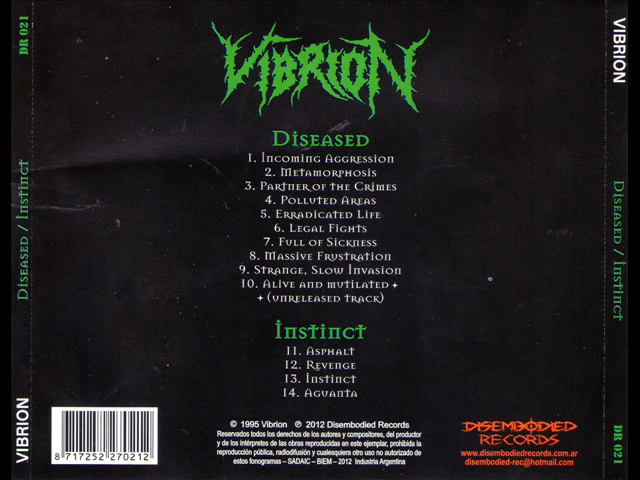 DR 021
Diseased / Instinct
VIBRION
VIBRION
DISEASED
1. INCOMING AGGRESSION
2. METAMORPHOSIS
3. PARTNER OF THE CRIMES
4. POLLUTED AREAS
5. ERRADICATED LIFE
6. LEGAL FIGHTS
7. FULL OF SICKNESS
8. MASSIVE FRUSTRATION
9. STRANGE, SLOW INVASION
10. ALIVE AND MUTILATED +
+ (UNRELEASED TRACK)
INSTINCT
11. ASPHALT
12. REVENGE
13. INSTINCT
14. AGUANTA
8 717252 270212
© 1995 Vibrion ℗ 2012 Disembodied Records
Reservados todos los derechos de los autores y compositores, del productor
y de los intérpretes de las obras reproducidas en este ejemplar, prohibida la
reproducción pública, radiodifusión y cualesquiera otro uso no autorizado de
estos fonogramas – SADAIC – BIEM – 2012 Industria Argentina
DISEMBODIED
RECORDS
www.disembodiedrecords.com.ar
disembodied-rec@hotmail.com
VIBRION
Diseased / Instinct
DR 021